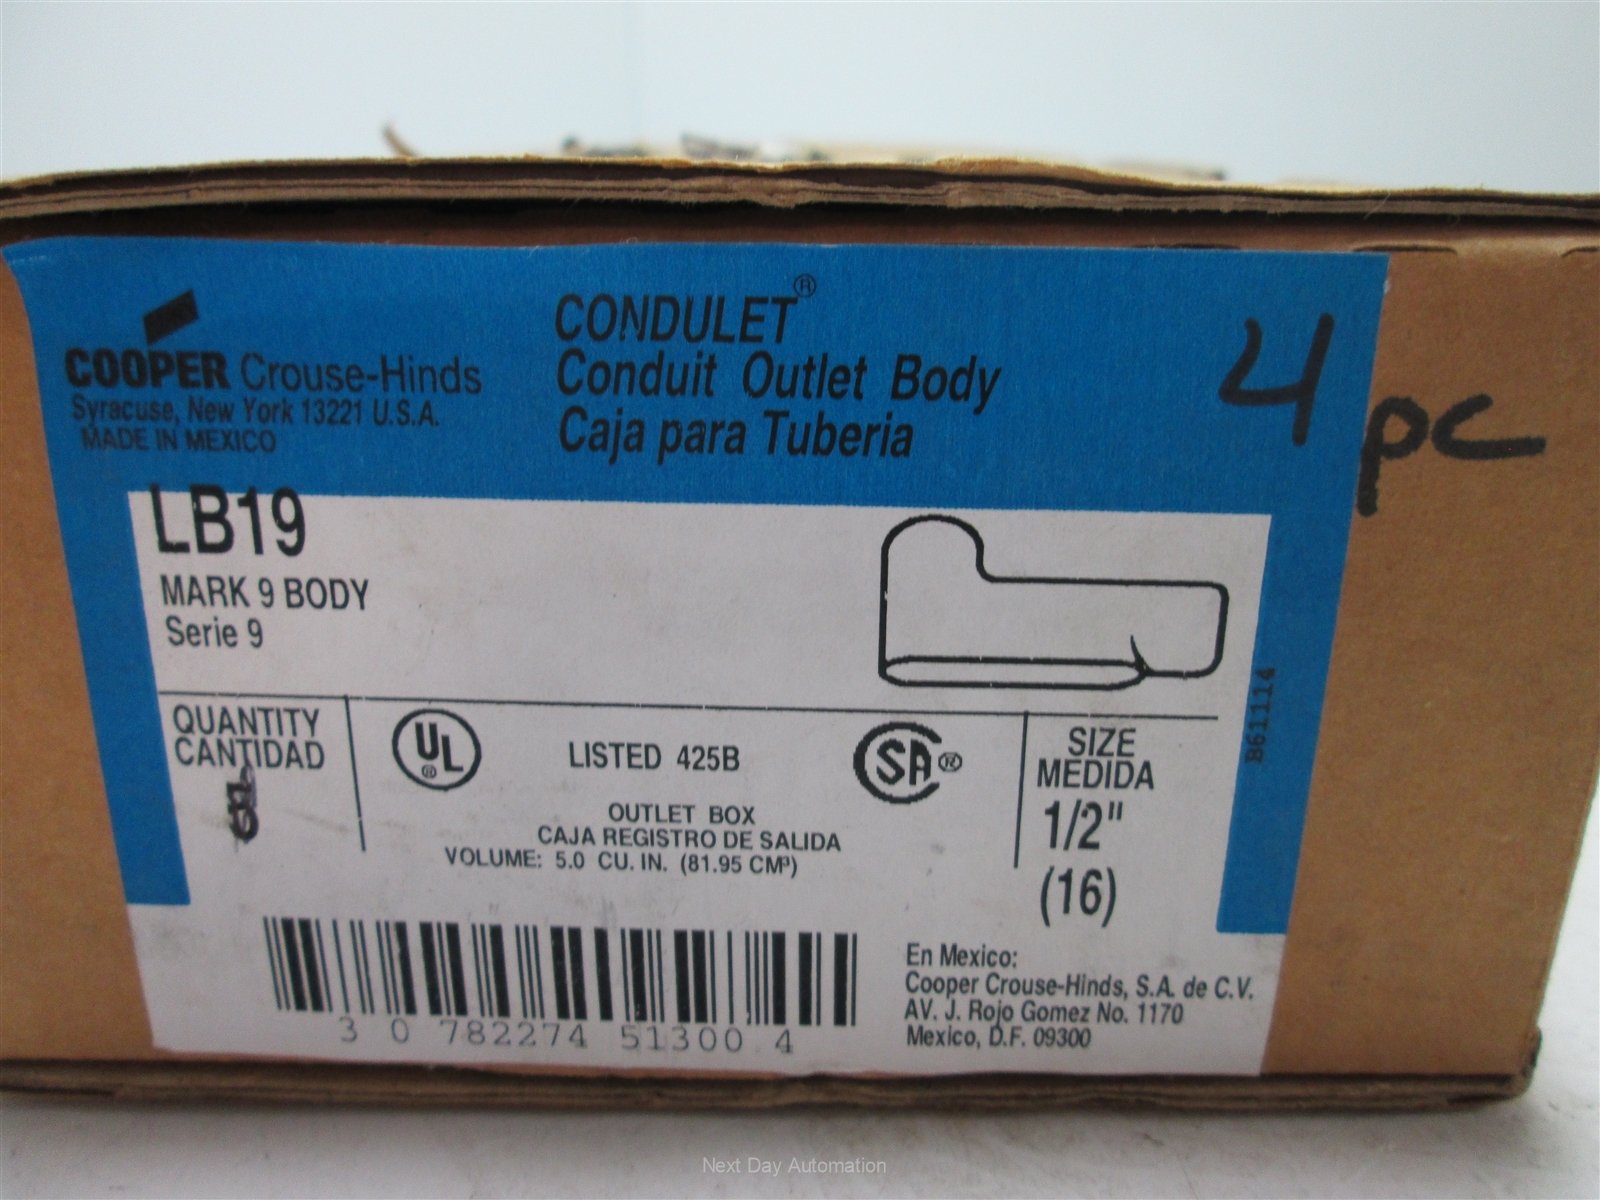 COOPER Crouse-Hinds
Syracuse, New York 13221 U.S.A.
MADE IN MEXICO
CONDULET®
Conduit Outlet Body
Caja para Tuberia
4 pc
LB19
MARK 9 BODY
Serie 9
QUANTITY
CANTIDAD
UL®
LISTED 425B
SA®
OUTLET BOX
CAJA REGISTRO DE SALIDA
VOLUME: 5.0 CU. IN. (81.95 CM³)
SIZE
MEDIDA
1/2"
(16)
B61114
3 0 782274 51300 4
En Mexico:
Cooper Crouse-Hinds, S.A. de C.V.
AV. J. Rojo Gomez No. 1170
Mexico, D.F. 09300
Next Day Automation